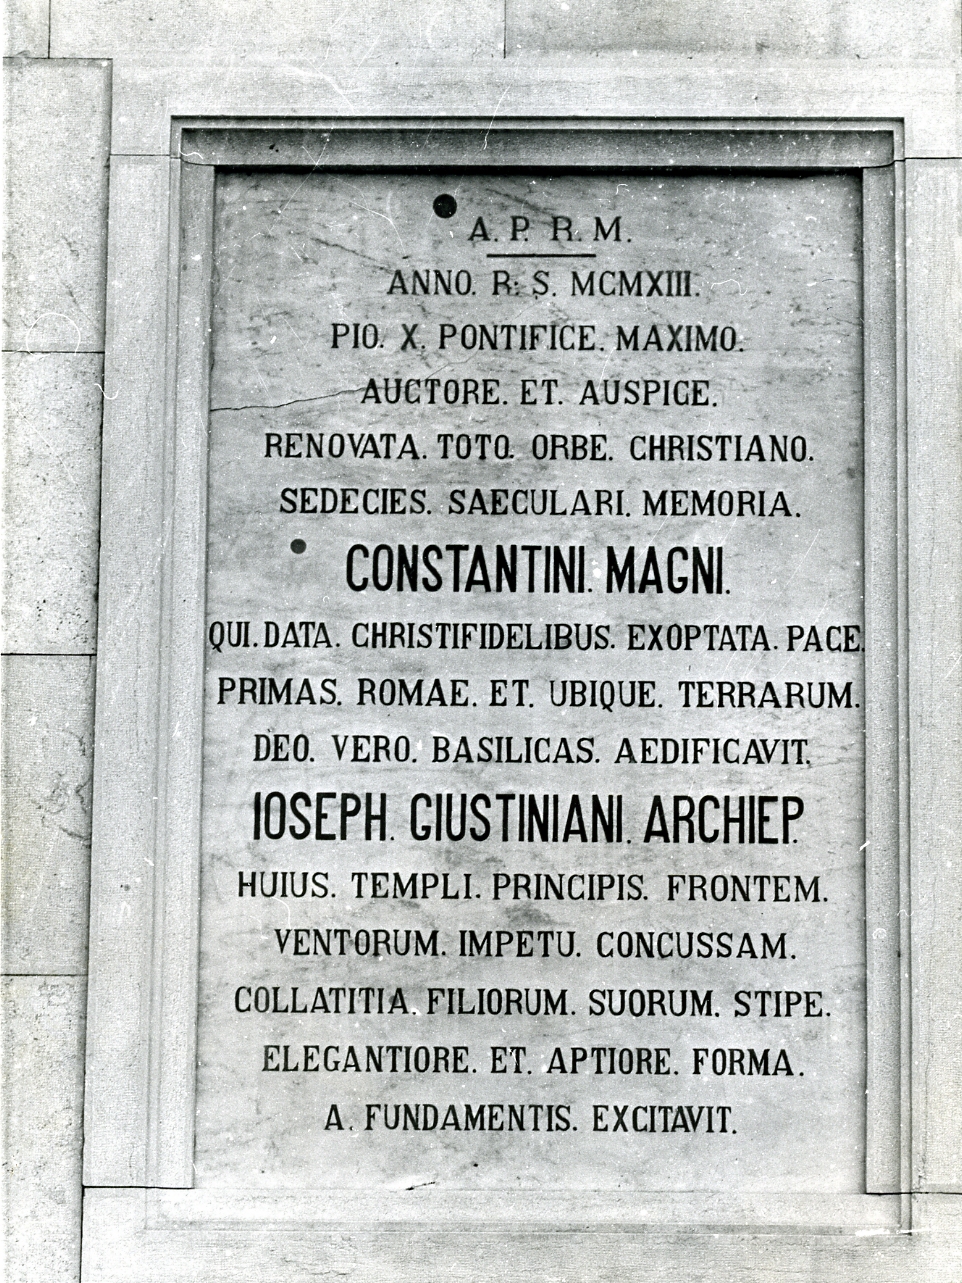 A. P. R. M.
ANNO. R. S. MCMXIII.
PIO. X. PONTIFICE. MAXIMO.
AUCTORE. ET. AUSPICE.
RENOVATA. TOTO. ORBE. CHRISTIANO.
SEDECIES. SAECULARI. MEMORIA.
CONSTANTINI. MAGNI.
QUI. DATA. CHRISTIFIDELIBUS. EXOPTATA. PACE.
PRIMAS. ROMAE. ET. UBIQUE. TERRARUM.
DEO. VERO. BASILICAS. AEDIFICAVIT.
IOSEPH. GIUSTINIANI. ARCHIEP.
HUIUS. TEMPLI. PRINCIPIS. FRONTEM.
VENTORUM. IMPETU. CONCUSSAM.
COLLATITIA. FILIORUM. SUORUM. STIPE.
ELEGANTIORE. ET. APTIORE. FORMA.
A. FUNDAMENTIS. EXCITAVIT.